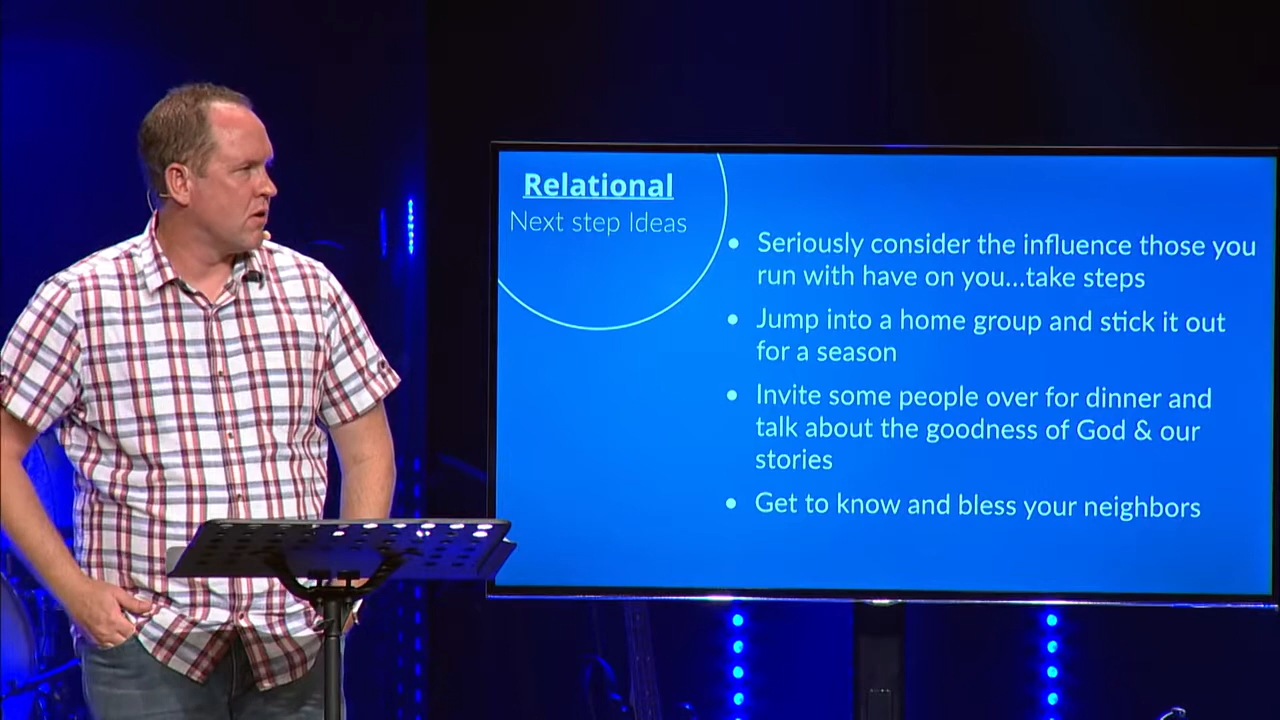 Relational
Next step Ideas
• Seriously consider the influence those you
run with have on you...take steps
• Jump into a home group and stick it out
for a season
• Invite some people over for dinner and
talk about the goodness of God & our
stories
• Get to know and bless your neighbors